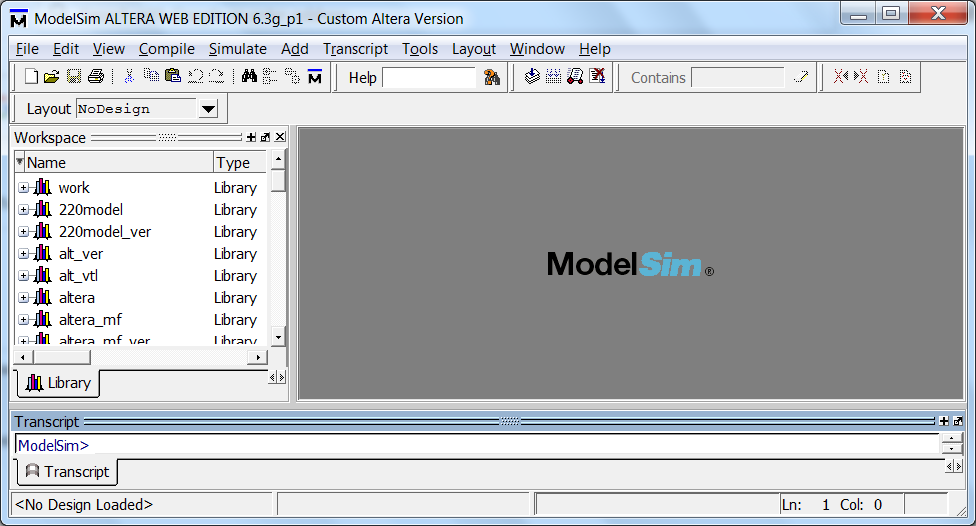 ModelSim ALTERA WEB EDITION 6.3g_p1 - Custom Altera Version
File Edit View Compile Simulate Add Transcript Tools Layout Window Help
Help Contains
Layout NoDesign
Workspace
Name Type
work Library
220model Library
220model_ver Library
alt_ver Library
alt_vtl Library
altera Library
altera_mf Library
altera_mf_ver Library
Library
ModelSim®
Transcript
ModelSim>
Transcript
<No Design Loaded> Ln: 1 Col: 0